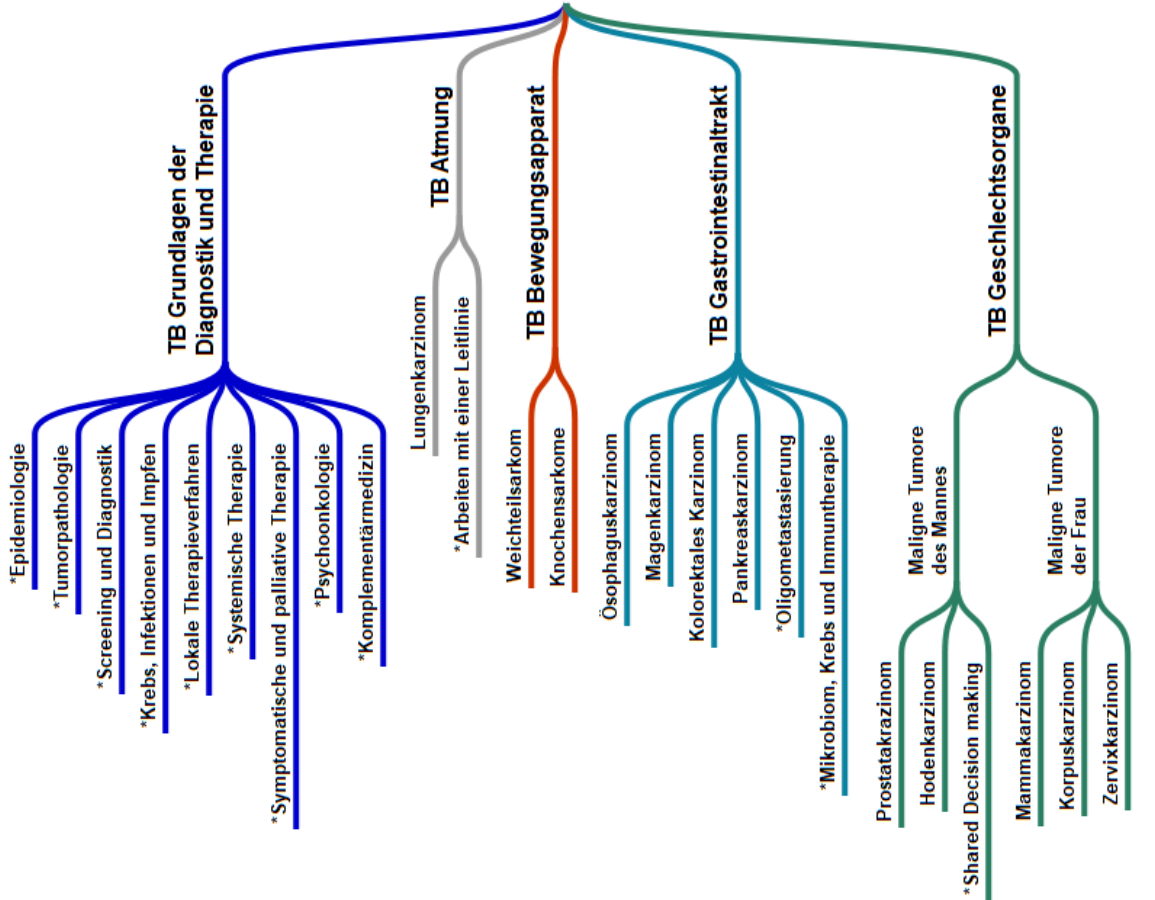 TB Grundlagen der
Diagnostik und Therapie
*Epidemiologie
*Tumorpathologie
*Screening und Diagnostik
*Krebs, Infektionen und Impfen
*Lokale Therapieverfahren
*Systemische Therapie
*Symptomatische und palliative Therapie
*Psychoonkologie
*Komplementärmedizin
TB Atmung
Lungenkarzinom
*Arbeiten mit einer Leitlinie
TB Bewegungsapparat
Weichteilsarkom
Knochensarkome
TB Gastrointestinaltrakt
Ösophaguskarzinom
Magenkarzinom
Kolorektales Karzinom
Pankreaskarzinom
*Oligometastasierung
*Mikrobiom, Krebs und Immuntherapie
TB Geschlechtsorgane
Maligne Tumore
des Mannes
Prostatakrazinom
Hodenkarzinom
*Shared Decision making
Maligne Tumore
der Frau
Mammakarzinom
Korpuskarzinom
Zervixkarzinom